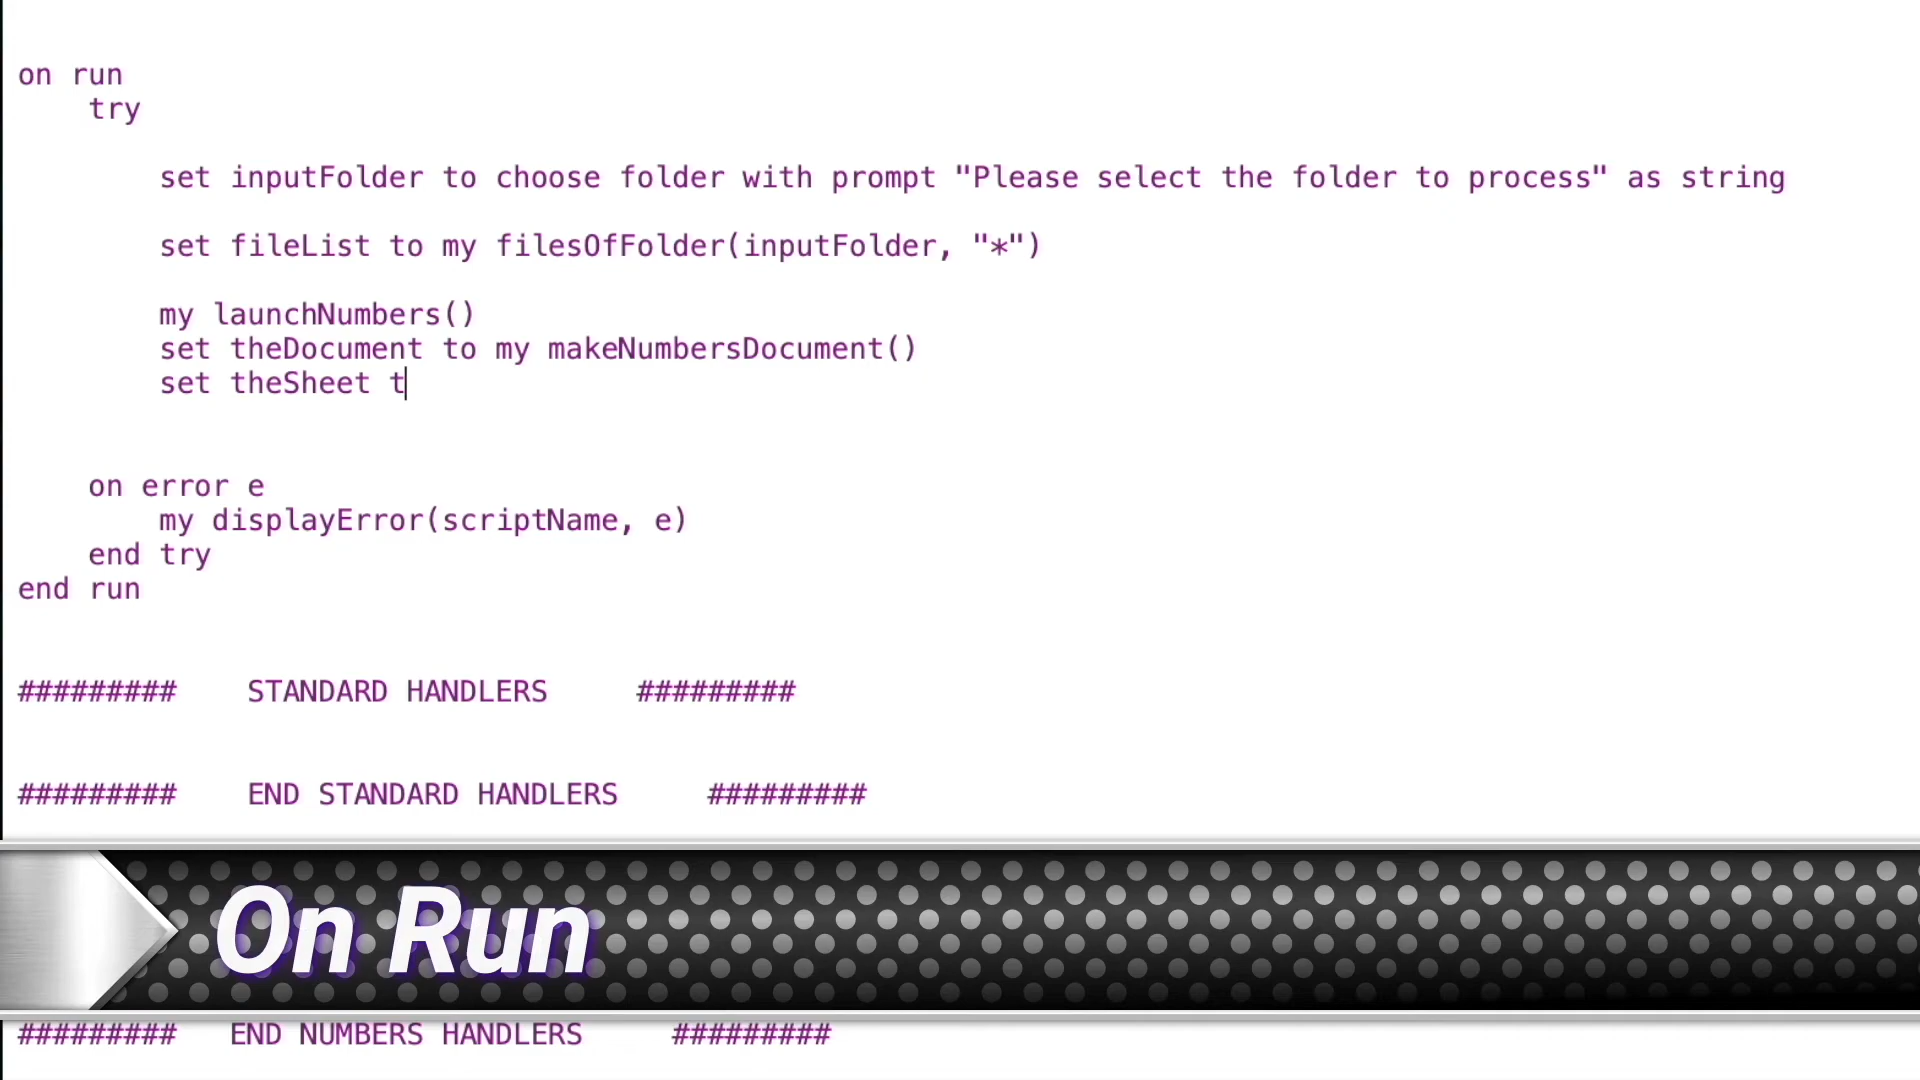 on run
try
set inputFolder to choose folder with prompt "Please select the folder to process" as string
set fileList to my filesOfFolder(inputFolder, "*")
my launchNumbers()
set theDocument to my makeNumbersDocument()
set theSheet t
on error e
my displayError(scriptName, e)
end try
end run
######### STANDARD HANDLERS #########
######### END STANDARD HANDLERS #########
On Run
######### END NUMBERS HANDLERS #########